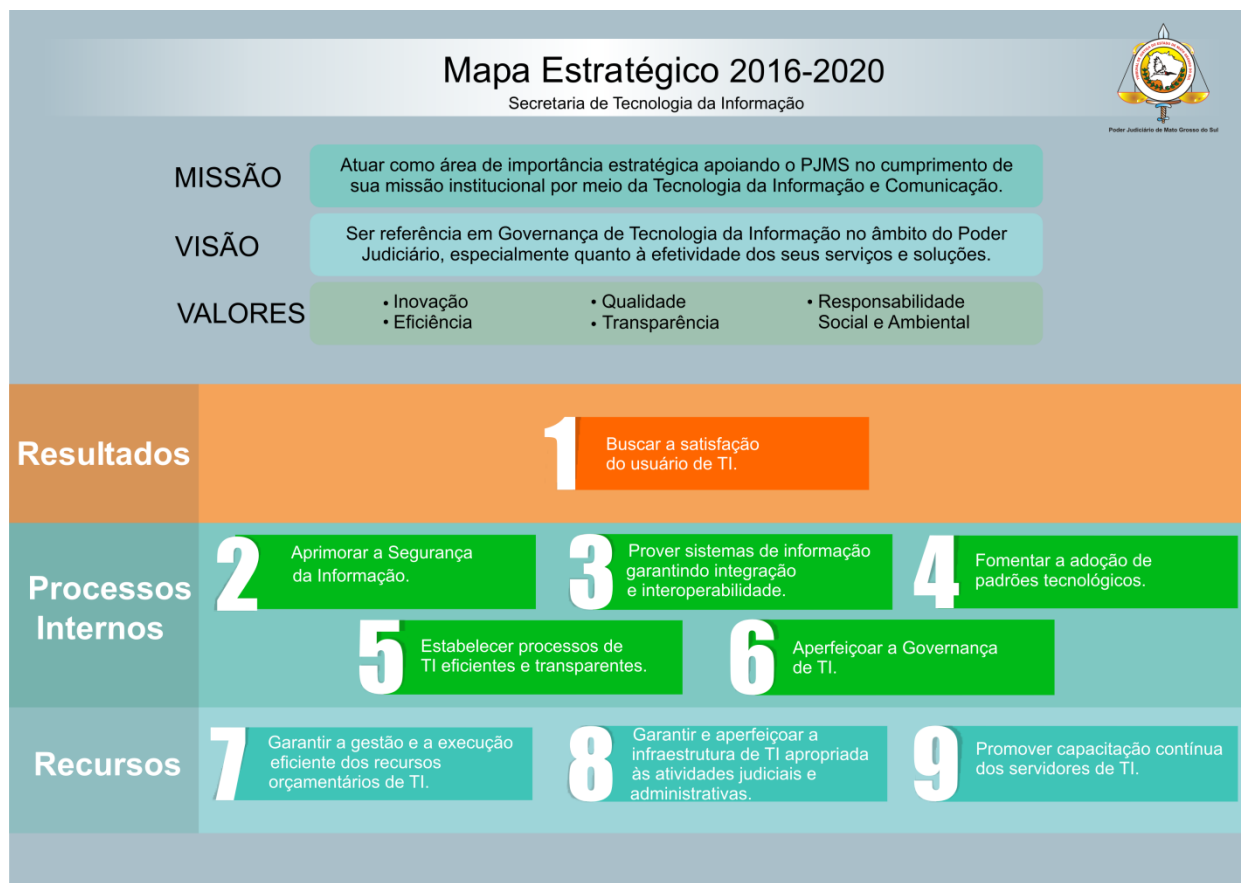 Mapa Estratégico 2016-2020
Secretaria de Tecnologia da Informação
Poder Judiciário de Mato Grosso do Sul
MISSÃO
Atuar como área de importância estratégica apoiando o PJMS no cumprimento de
sua missão institucional por meio da Tecnologia da Informação e Comunicação.
VISÃO
Ser referência em Governança de Tecnologia da Informação no âmbito do Poder
Judiciário, especialmente quanto à efetividade dos seus serviços e soluções.
VALORES
• Inovação
• Eficiência
• Qualidade
• Transparência
• Responsabilidade
Social e Ambiental
Resultados
1
Buscar a satisfação
do usuário de TI.
Processos
Internos
2
Aprimorar a Segurança
da Informação.
3
Prover sistemas de informação
garantindo integração
e interoperabilidade.
4
Fomentar a adoção de
padrões tecnológicos.
5
Estabelecer processos de
TI eficientes e transparentes.
6
Aperfeiçoar a Governança
de TI.
Recursos
7
Garantir a gestão e a execução
eficiente dos recursos
orçamentários de TI.
8
Garantir e aperfeiçoar a
infraestrutura de TI apropriada
às atividades judiciais e
administrativas.
9
Promover capacitação contínua
dos servidores de TI.